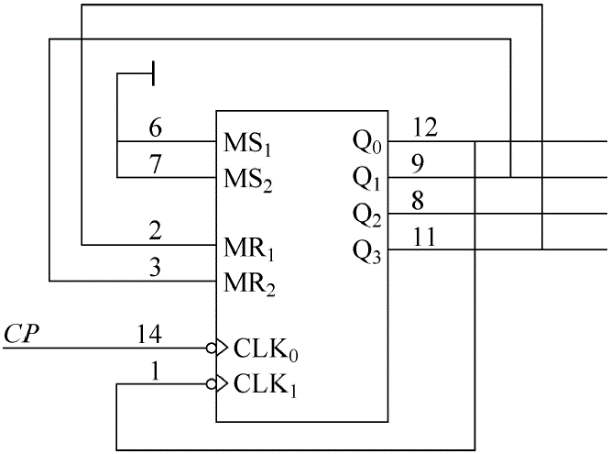 6 MS₁ Q₀ 12
7 MS₂ Q₁ 9
Q₂ 8
2 MR₁ Q₃ 11
3 MR₂
CP 14 CLK₀
1 CLK₁